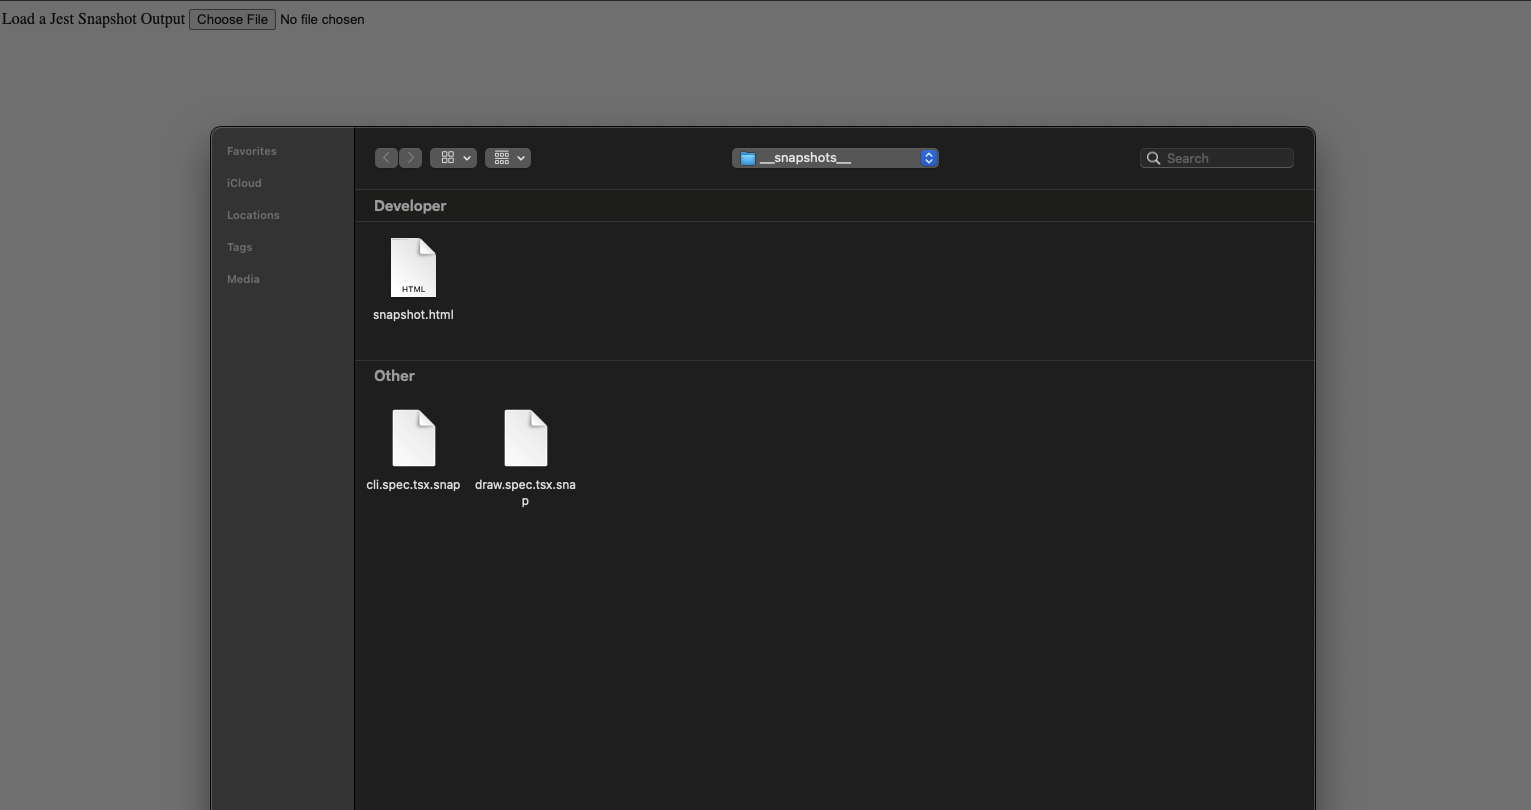 Load a Jest Snapshot Output Choose File No file chosen
Favorites
iCloud
Locations
Tags
Media
__snapshots__
Search
Developer
HTML
snapshot.html
Other
cli.spec.tsx.snap
draw.spec.tsx.sna
p